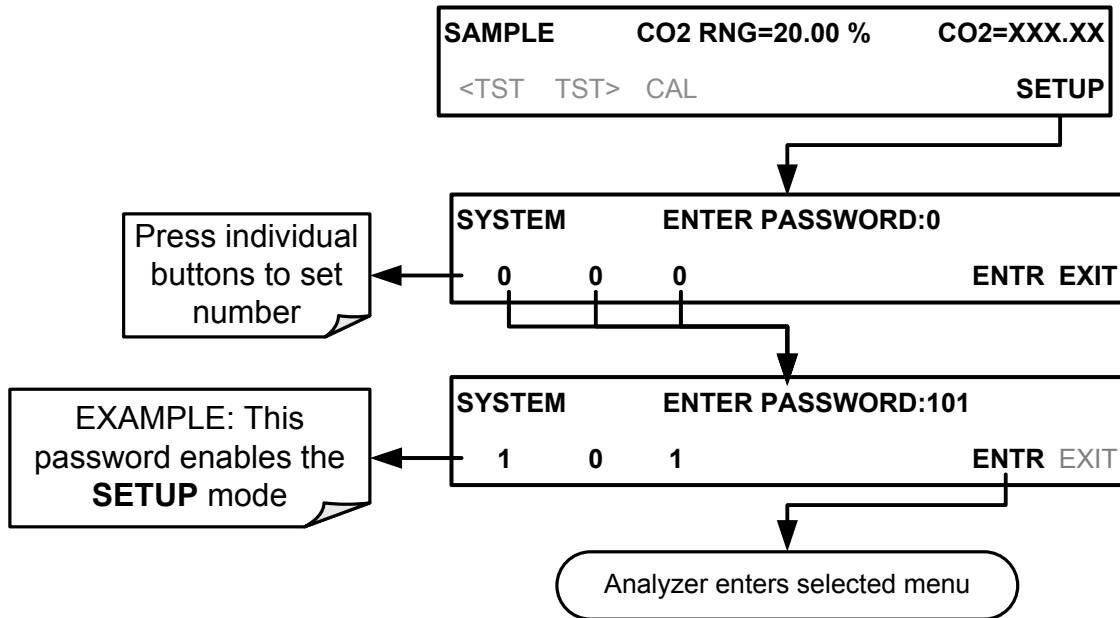 SAMPLE CO2 RNG=20.00 % CO2=XXX.XX
<TST TST> CAL SETUP
SYSTEM ENTER PASSWORD:0
0 0 0 ENTR EXIT
Press individual
buttons to set
number
SYSTEM ENTER PASSWORD:101
1 0 1 ENTR EXIT
EXAMPLE: This
password enables the
SETUP mode
Analyzer enters selected menu